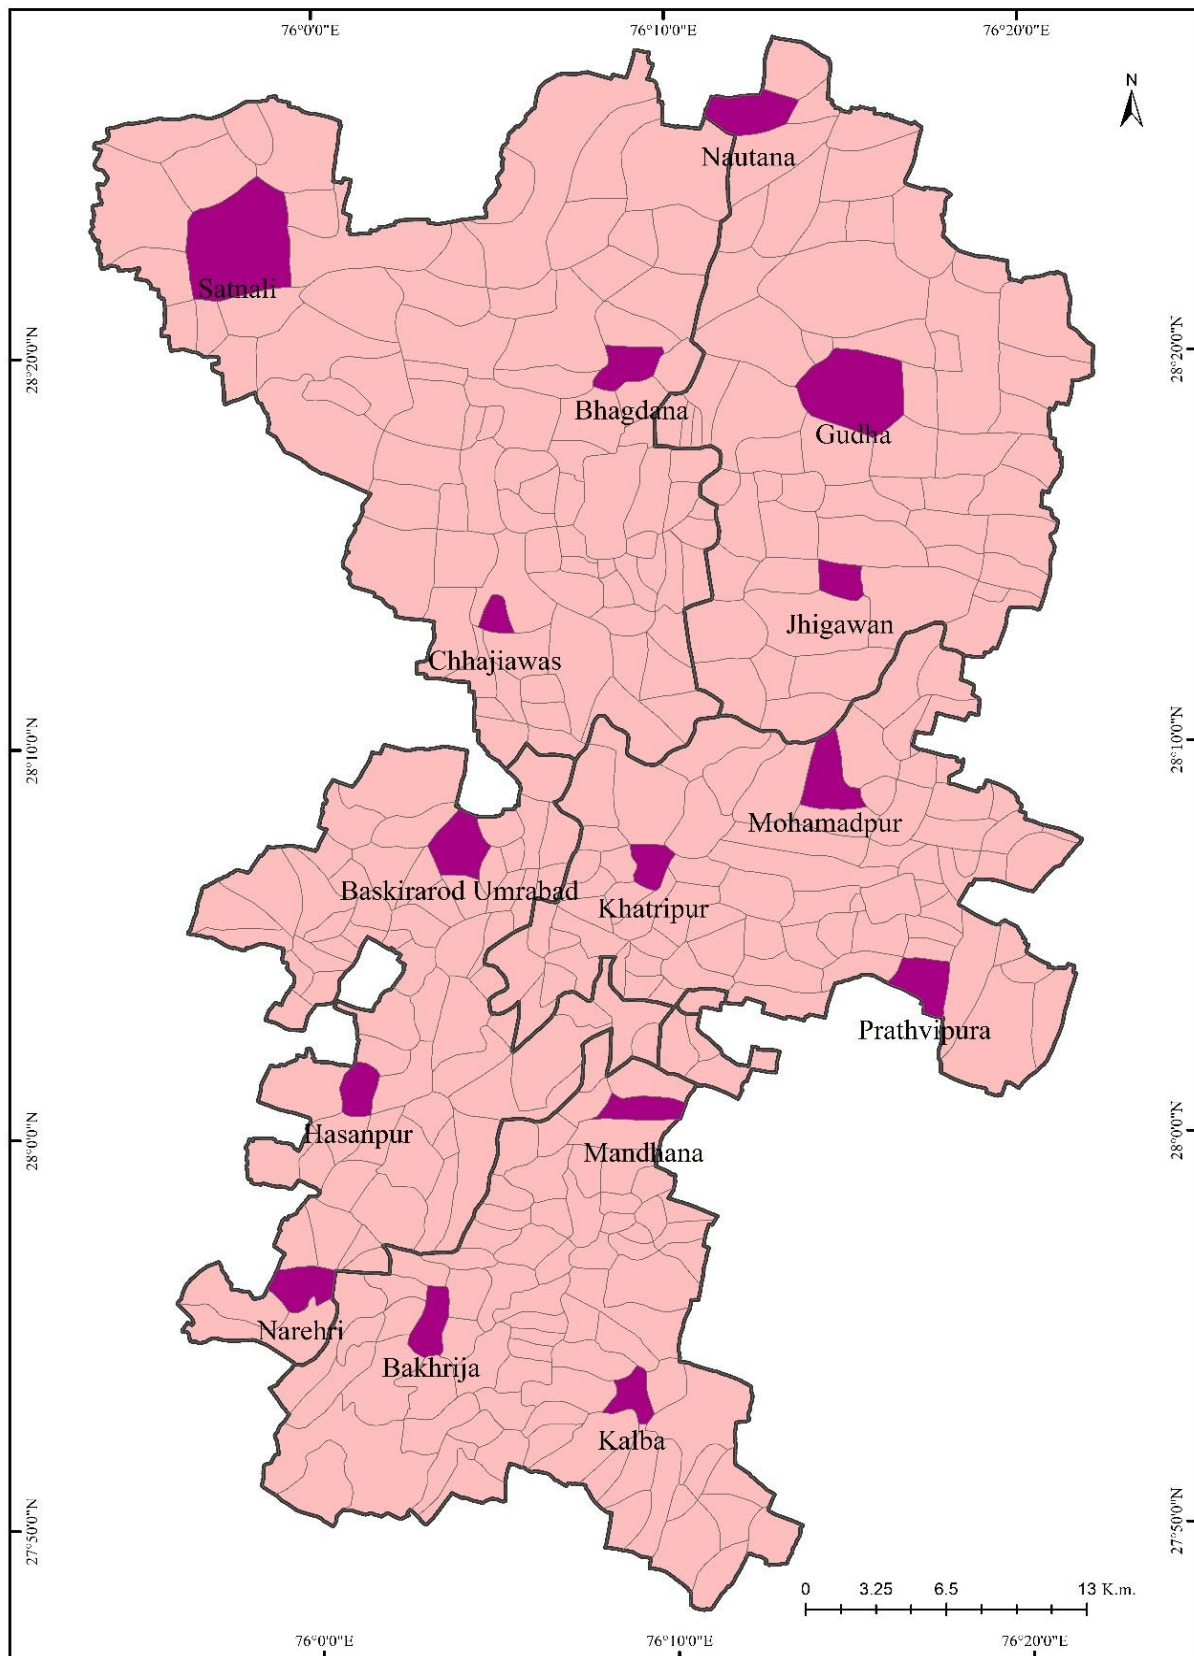 76°0'0"E
76°10'0"E
76°20'0"E
N
Nautana
Satnali
28°20'0"N
28°20'0"N
Bhagdana
Gudha
Jhigawan
Chhajiawas
28°10'0"N
28°10'0"N
Mohamadpur
Baskirarod Umrabad
Khatripur
Prathvipura
Hasanpur
28°0'0"N
28°0'0"N
Mandhana
Narehri
Bakhrija
Kalba
27°50'0"N
27°50'0"N
0 3.25 6.5 13 K.m.
76°0'0"E
76°10'0"E
76°20'0"E